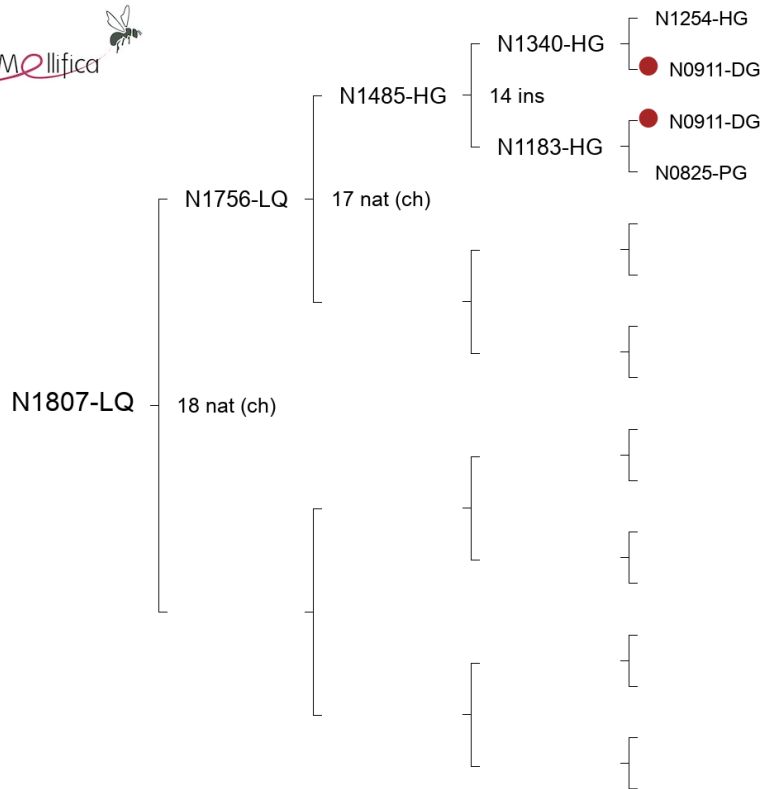 Mellifica
N1254-HG
N1340-HG
N0911-DG
N1485-HG
14 ins
N0911-DG
N1183-HG
N0825-PG
N1756-LQ
17 nat (ch)
N1807-LQ
18 nat (ch)